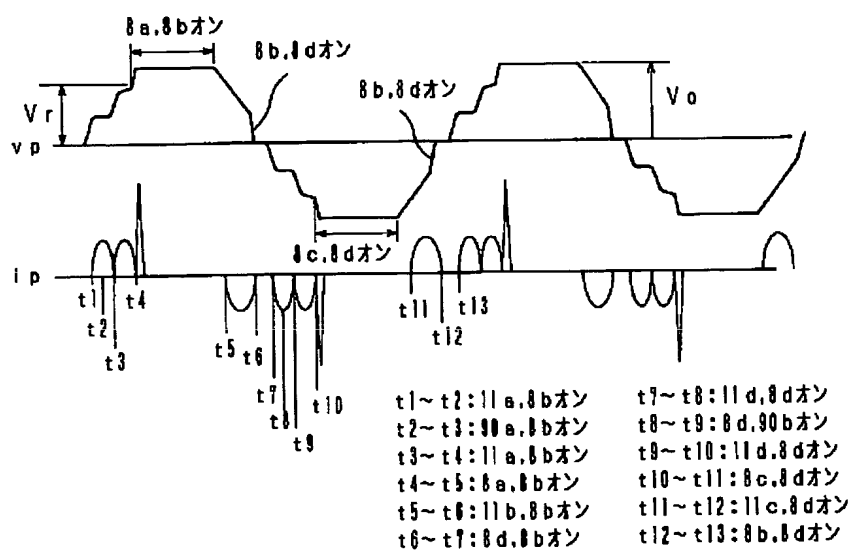 8a,8bオン
8b,8dオン
8b,8dオン
Vr
Vo
vp
8c,8dオン
ip
t1
t2
t3
t4
t5
t6
t7
t8
t9
t10
t11
t12
t13
t1~t2:11a,8bオン
t2~t3:90a,8bオン
t3~t4:11a,8bオン
t4~t5:8a,8bオン
t5~t6:11b,8bオン
t6~t7:8d,8bオン
t7~t8:11d,8dオン
t8~t9:8d,90bオン
t9~t10:11d,8dオン
t10~t11:8c,8dオン
t11~t12:11c,8dオン
t12~t13:8b,8dオン